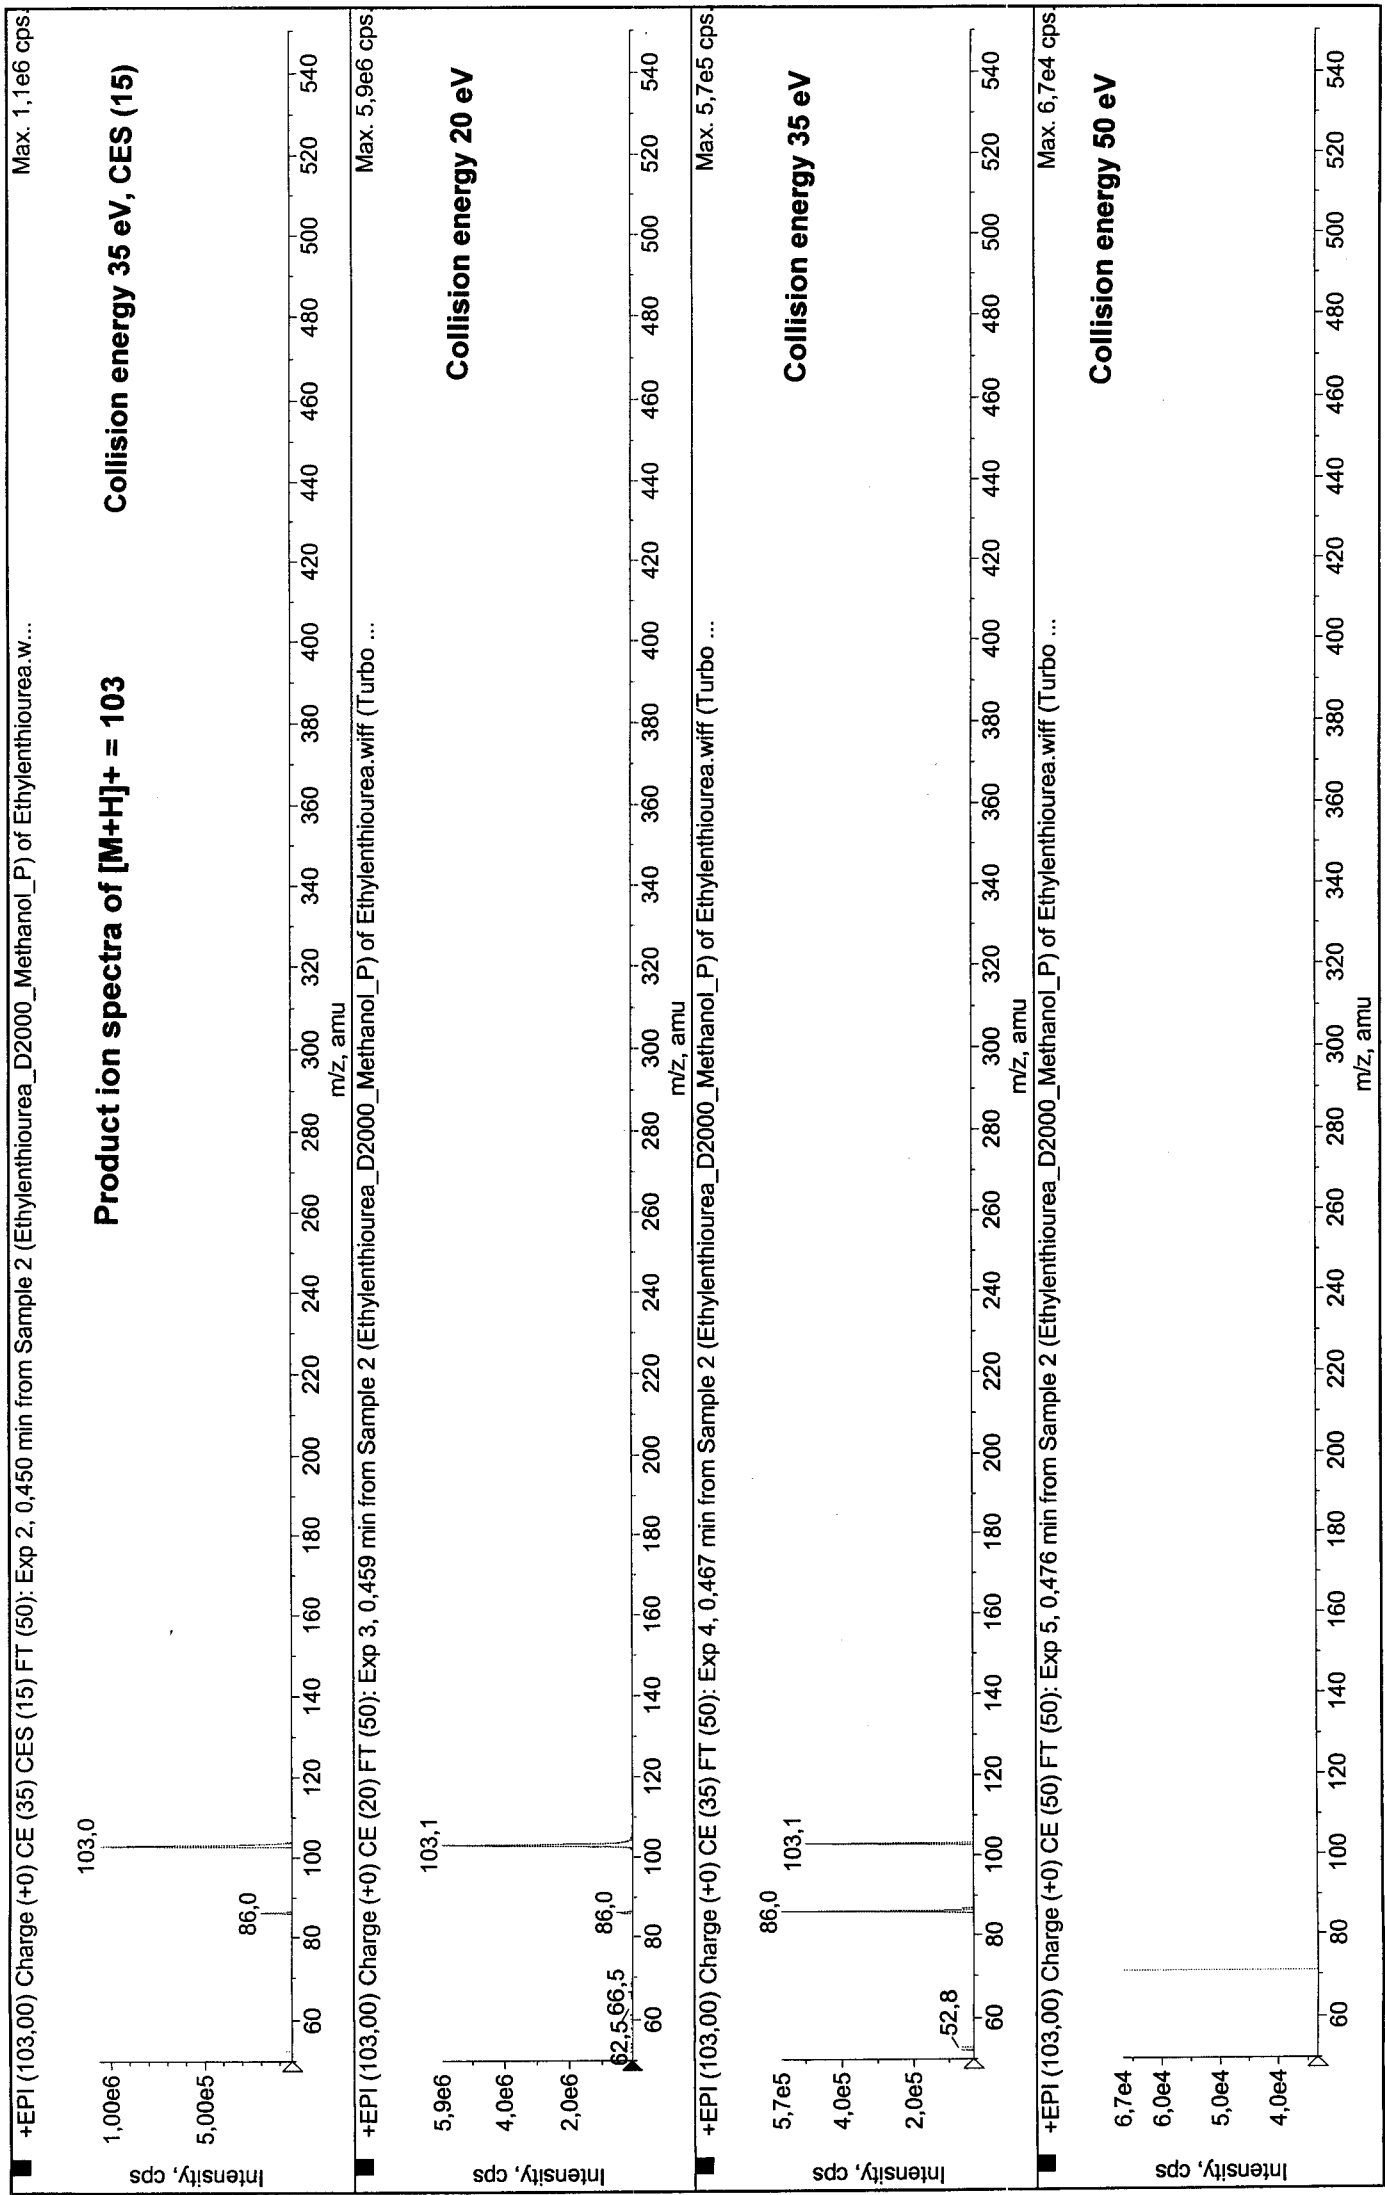 +EPI (103,00) Charge (+0) CE (35) CES (15) FT (50): Exp 2, 0,450 min from Sample 2 (Ethylenthiourea_D2000_Methanol_P) of Ethylenthiourea.w...
Max. 1,1e6 cps.
Product ion spectra of [M+H]+ = 103
Collision energy 35 eV, CES (15)
Intensity, cps
1,00e6
5,00e5
86,0
103,0
60 80 100 120 140 160 180 200 220 240 260 280 300 320 340 360 380 400 420 440 460 480 500 520 540
m/z, amu
+EPI (103,00) Charge (+0) CE (20) FT (50): Exp 3, 0,459 min from Sample 2 (Ethylenthiourea_D2000_Methanol_P) of Ethylenthiourea.wiff (Turbo ...
Max. 5,9e6 cps.
Collision energy 20 eV
Intensity, cps
5,9e6
4,0e6
2,0e6
62,5
66,5
86,0
103,1
60 80 100 120 140 160 180 200 220 240 260 280 300 320 340 360 380 400 420 440 460 480 500 520 540
m/z, amu
+EPI (103,00) Charge (+0) CE (35) FT (50): Exp 4, 0,467 min from Sample 2 (Ethylenthiourea_D2000_Methanol_P) of Ethylenthiourea.wiff (Turbo ...
Max. 5,7e5 cps.
Collision energy 35 eV
Intensity, cps
5,7e5
4,0e5
2,0e5
52,8
86,0
103,1
60 80 100 120 140 160 180 200 220 240 260 280 300 320 340 360 380 400 420 440 460 480 500 520 540
m/z, amu
+EPI (103,00) Charge (+0) CE (50) FT (50): Exp 5, 0,476 min from Sample 2 (Ethylenthiourea_D2000_Methanol_P) of Ethylenthiourea.wiff (Turbo ...
Max. 6,7e4 cps.
Collision energy 50 eV
Intensity, cps
6,7e4
6,0e4
5,0e4
4,0e4
60 80 100 120 140 160 180 200 220 240 260 280 300 320 340 360 380 400 420 440 460 480 500 520 540
m/z, amu